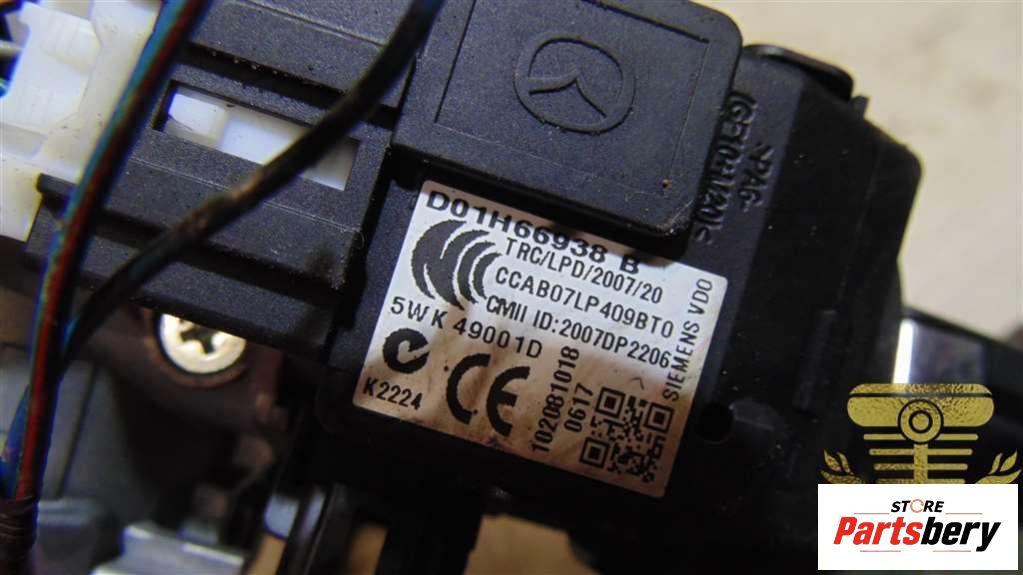 D01H66938 B
TRC/LPD/2007/20
CCAB07LP409BT0
CMII ID:2007DP2206
5WK 49001D
K2224
CE
102081018
0617
SIEMENS VDO
STORE
Partsbery